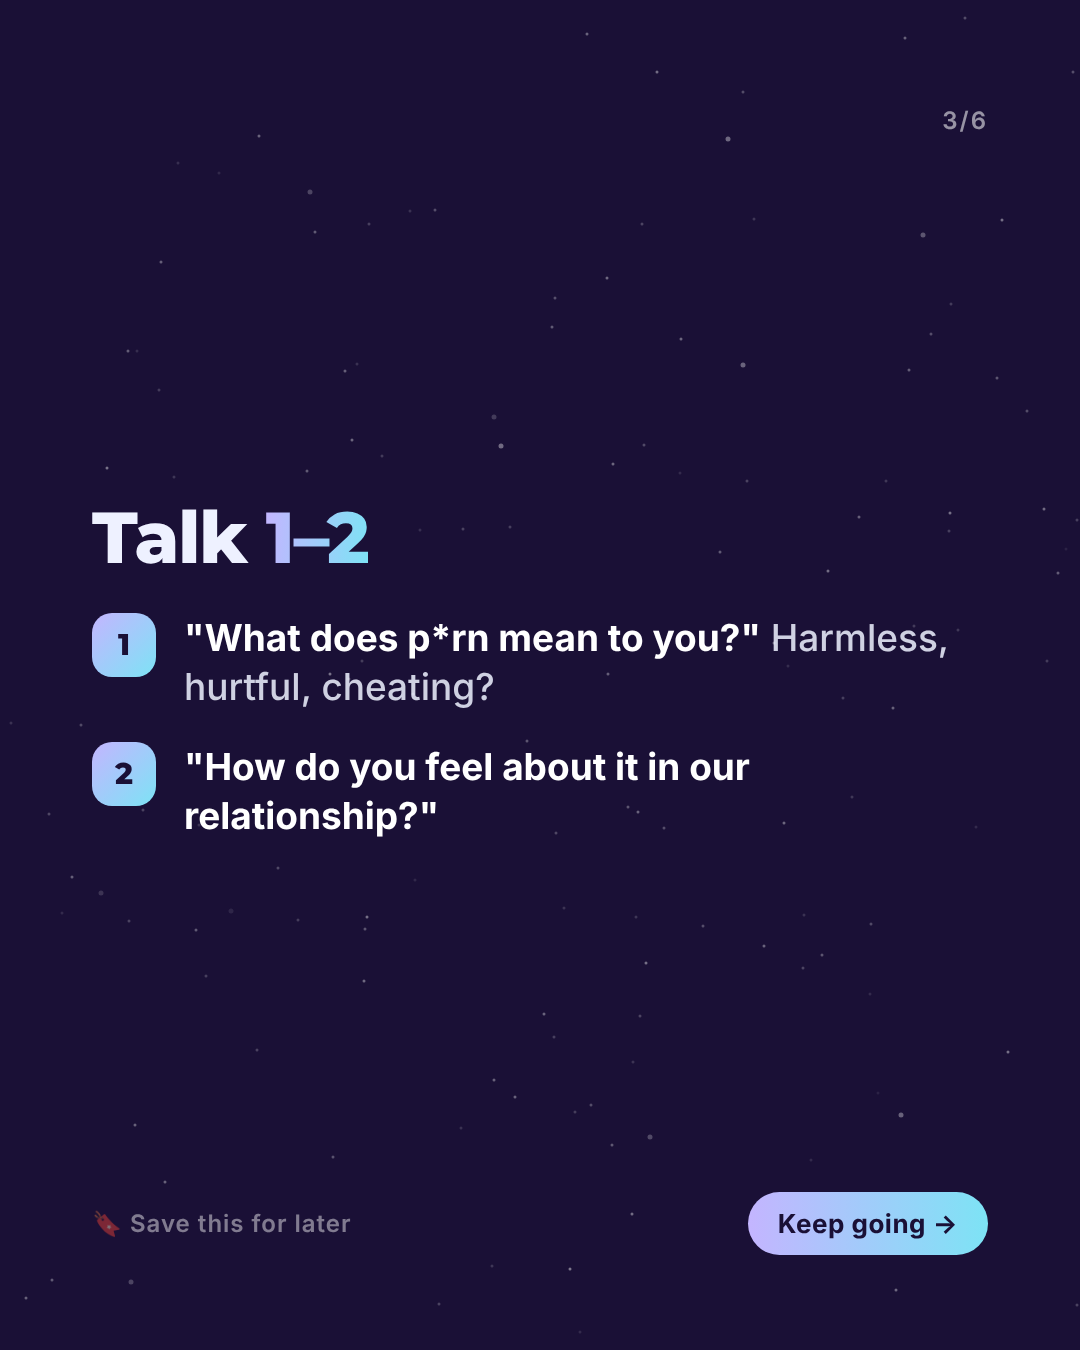 3/6
Talk 1–2
1
"What does p*rn mean to you?" Harmless,
hurtful, cheating?
2
"How do you feel about it in our
relationship?"
🔖 Save this for later
Keep going →